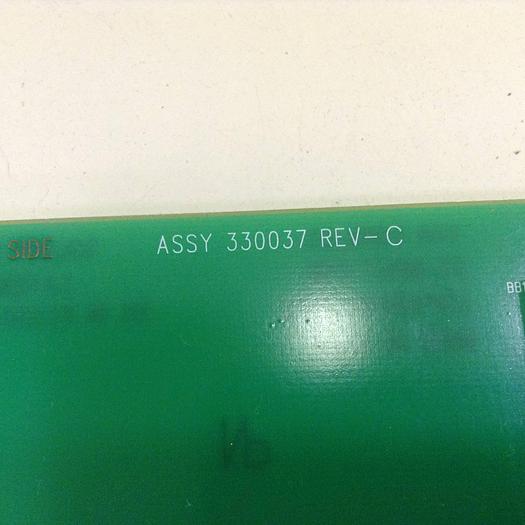 SIDE ASSY 330037 REV-C